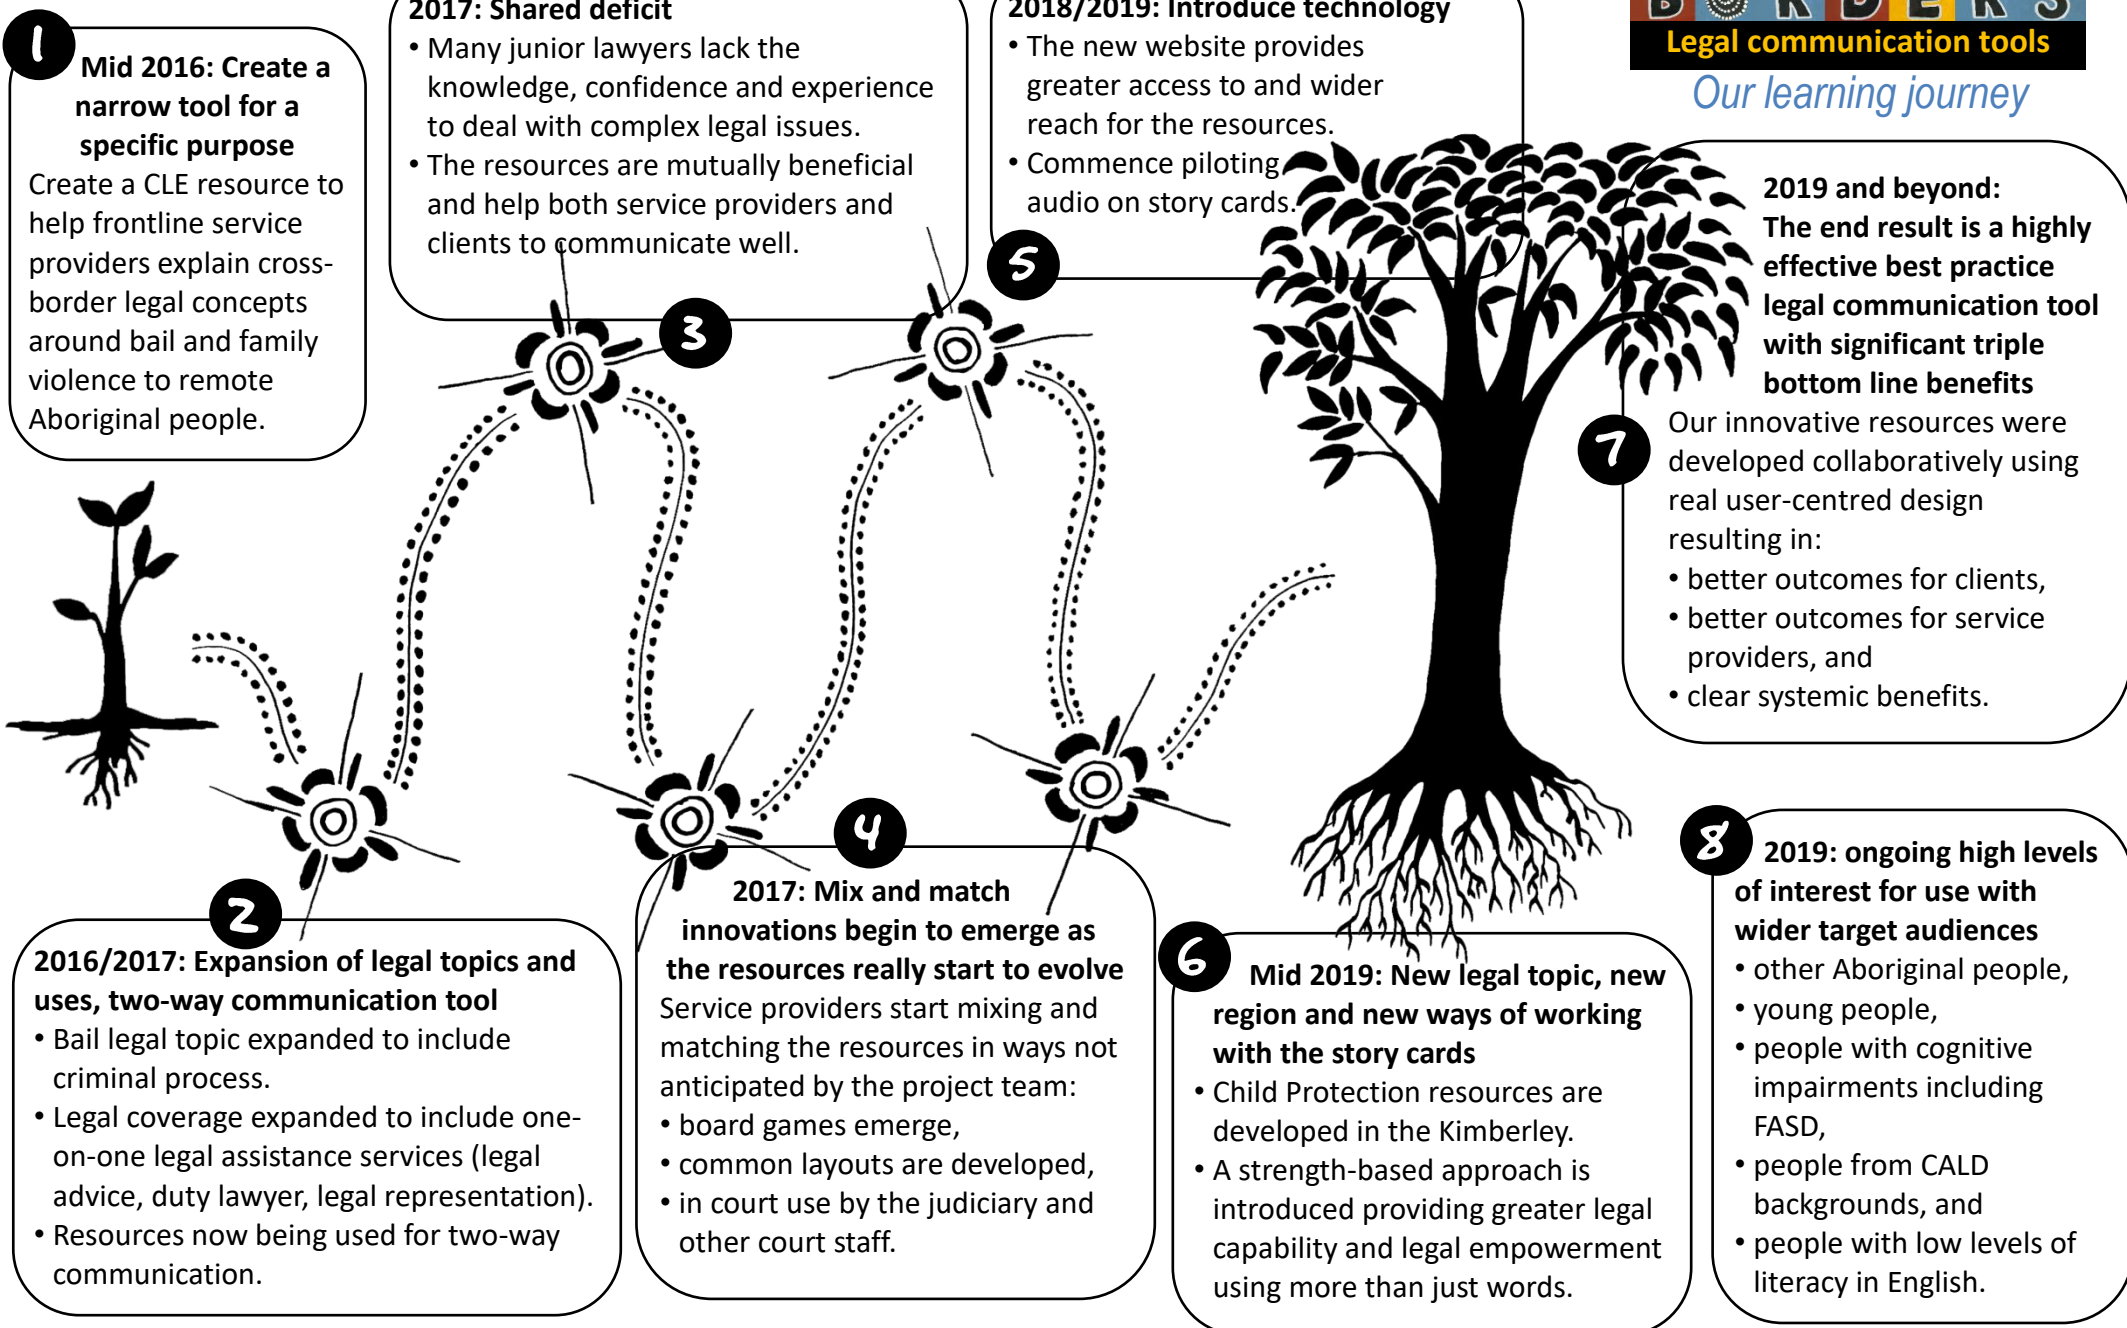 1
Mid 2016: Create a
narrow tool for a
specific purpose
Create a CLE resource to
help frontline service
providers explain cross-
border legal concepts
around bail and family
violence to remote
Aboriginal people.
2
2016/2017: Expansion of legal topics and
uses, two-way communication tool
• Bail legal topic expanded to include
criminal process.
• Legal coverage expanded to include one-
on-one legal assistance services (legal
advice, duty lawyer, legal representation).
• Resources now being used for two-way
communication.
2017: Shared deficit
• Many junior lawyers lack the
knowledge, confidence and experience
to deal with complex legal issues.
• The resources are mutually beneficial
and help both service providers and
clients to communicate well.
3
4
2017: Mix and match
innovations begin to emerge as
the resources really start to evolve
Service providers start mixing and
matching the resources in ways not
anticipated by the project team:
• board games emerge,
• common layouts are developed,
• in court use by the judiciary and
other court staff.
2018/2019: Introduce technology
• The new website provides
greater access to and wider
reach for the resources.
• Commence piloting
audio on story cards.
5
6
Mid 2019: New legal topic, new
region and new ways of working
with the story cards
• Child Protection resources are
developed in the Kimberley.
• A strength-based approach is
introduced providing greater legal
capability and legal empowerment
using more than just words.
BORDERS
Legal communication tools
Our learning journey
2019 and beyond:
The end result is a highly
effective best practice
legal communication tool
with significant triple
bottom line benefits
7
Our innovative resources were
developed collaboratively using
real user-centred design
resulting in:
• better outcomes for clients,
• better outcomes for service
providers, and
• clear systemic benefits.
8
2019: ongoing high levels
of interest for use with
wider target audiences
• other Aboriginal people,
• young people,
• people with cognitive
impairments including
FASD,
• people from CALD
backgrounds, and
• people with low levels of
literacy in English.